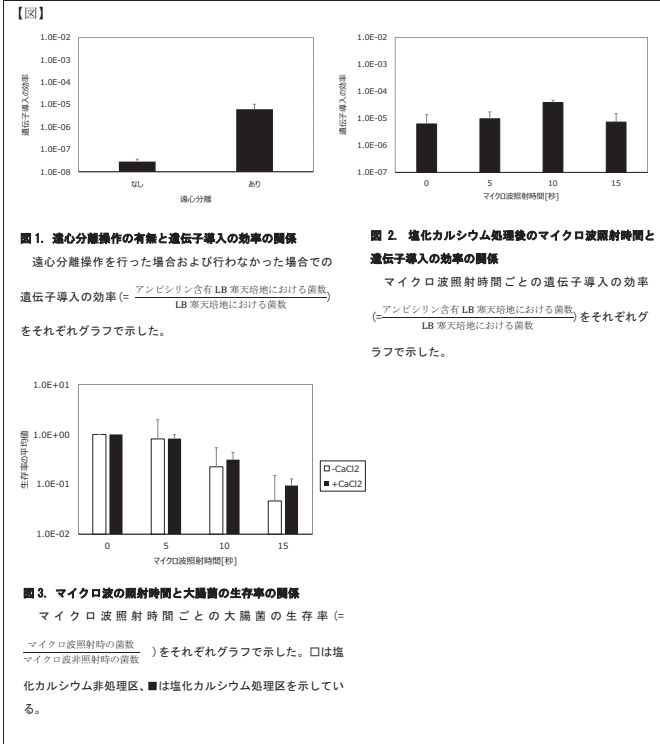 【図】
1.0E-02
1.0E-03
1.0E-04
1.0E-05
1.0E-06
1.0E-07
1.0E-08
遺伝子導入の効率
なし
あり
遠心分離
図 1. 遠心分離操作の有無と遺伝子導入の効率の関係
遠心分離操作を行った場合および行わなかった場合での
遺伝子導入の効率(= アンピシリン含有 LB 寒天培地における菌数)
LB 寒天培地における菌数
をそれぞれグラフで示した。
1.0E-02
1.0E-03
1.0E-04
1.0E-05
1.0E-06
1.0E-07
遺伝子導入の効率
0
5
10
15
マイクロ波照射時間[秒]
図 2. 塩化カルシウム処理後のマイクロ波照射時間と
遺伝子導入の効率の関係
マイクロ波照射時間ごとの遺伝子導入の効率
(=アンピシリン含有 LB 寒天培地における菌数)をそれぞれグ
LB 寒天培地における菌数
ラフで示した。
1.0E+01
1.0E+00
1.0E-01
1.0E-02
生存率の平均値
0
5
10
15
マイクロ波照射時間[秒]
□-CaCl2
■+CaCl2
図 3. マイクロ波の照射時間と大腸菌の生存率の関係
マイクロ波照射時間ごとの大腸菌の生存率(=
マイクロ波照射時の菌数
マイクロ波非照射時の菌数
)をそれぞれグラフで示した。□は塩
化カルシウム非処理区、■は塩化カルシウム処理区を示してい
る。